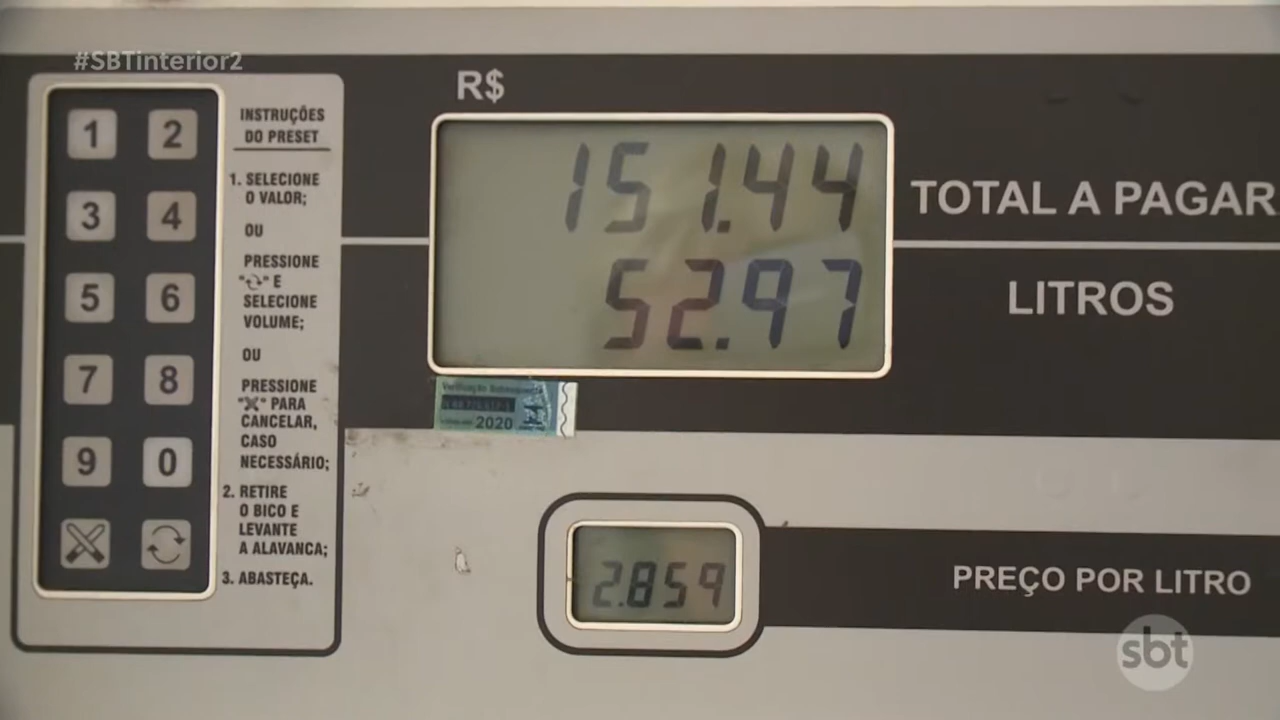 #SBTinterior2
1
2
3
4
5
6
7
8
9
0
INSTRUÇÕES
DO PRESET
1. SELECIONE
O VALOR;
OU
PRESSIONE
"⟳" E
SELECIONE
VOLUME;
OU
PRESSIONE
"✕" PARA
CANCELAR,
CASO
NECESSÁRIO;
2. RETIRE
O BICO E
LEVANTE
A ALAVANCA;
3. ABASTEÇA.
R$
151.44
TOTAL A PAGAR
52.97
LITROS
Verificação Subsequente
2020
2.859
PREÇO POR LITRO
sbt